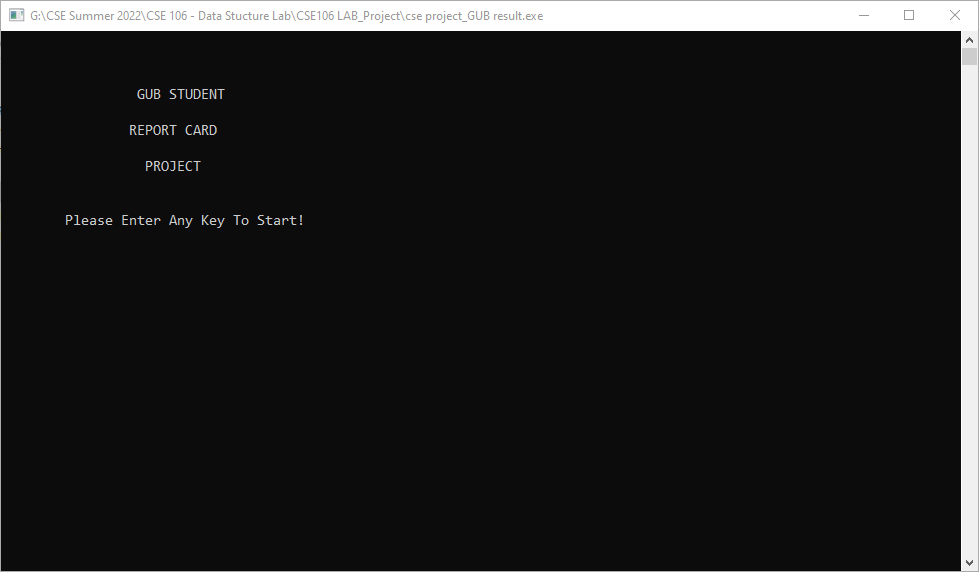 G:\CSE Summer 2022\CSE 106 - Data Stucture Lab\CSE106 LAB_Project\cse project_GUB result.exe
GUB STUDENT
REPORT CARD
PROJECT
Please Enter Any Key To Start!